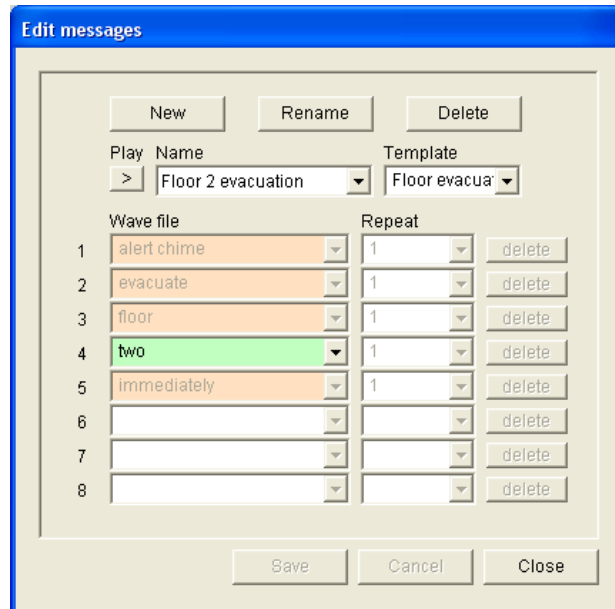 Edit messages
New Rename Delete
Play Name Template
> Floor 2 evacuation Floor evacua
Wave file Repeat
1 alert chime 1 delete
2 evacuate 1 delete
3 floor 1 delete
4 two 1 delete
5 immediately 1 delete
6 delete
7 delete
8 delete
Save Cancel Close